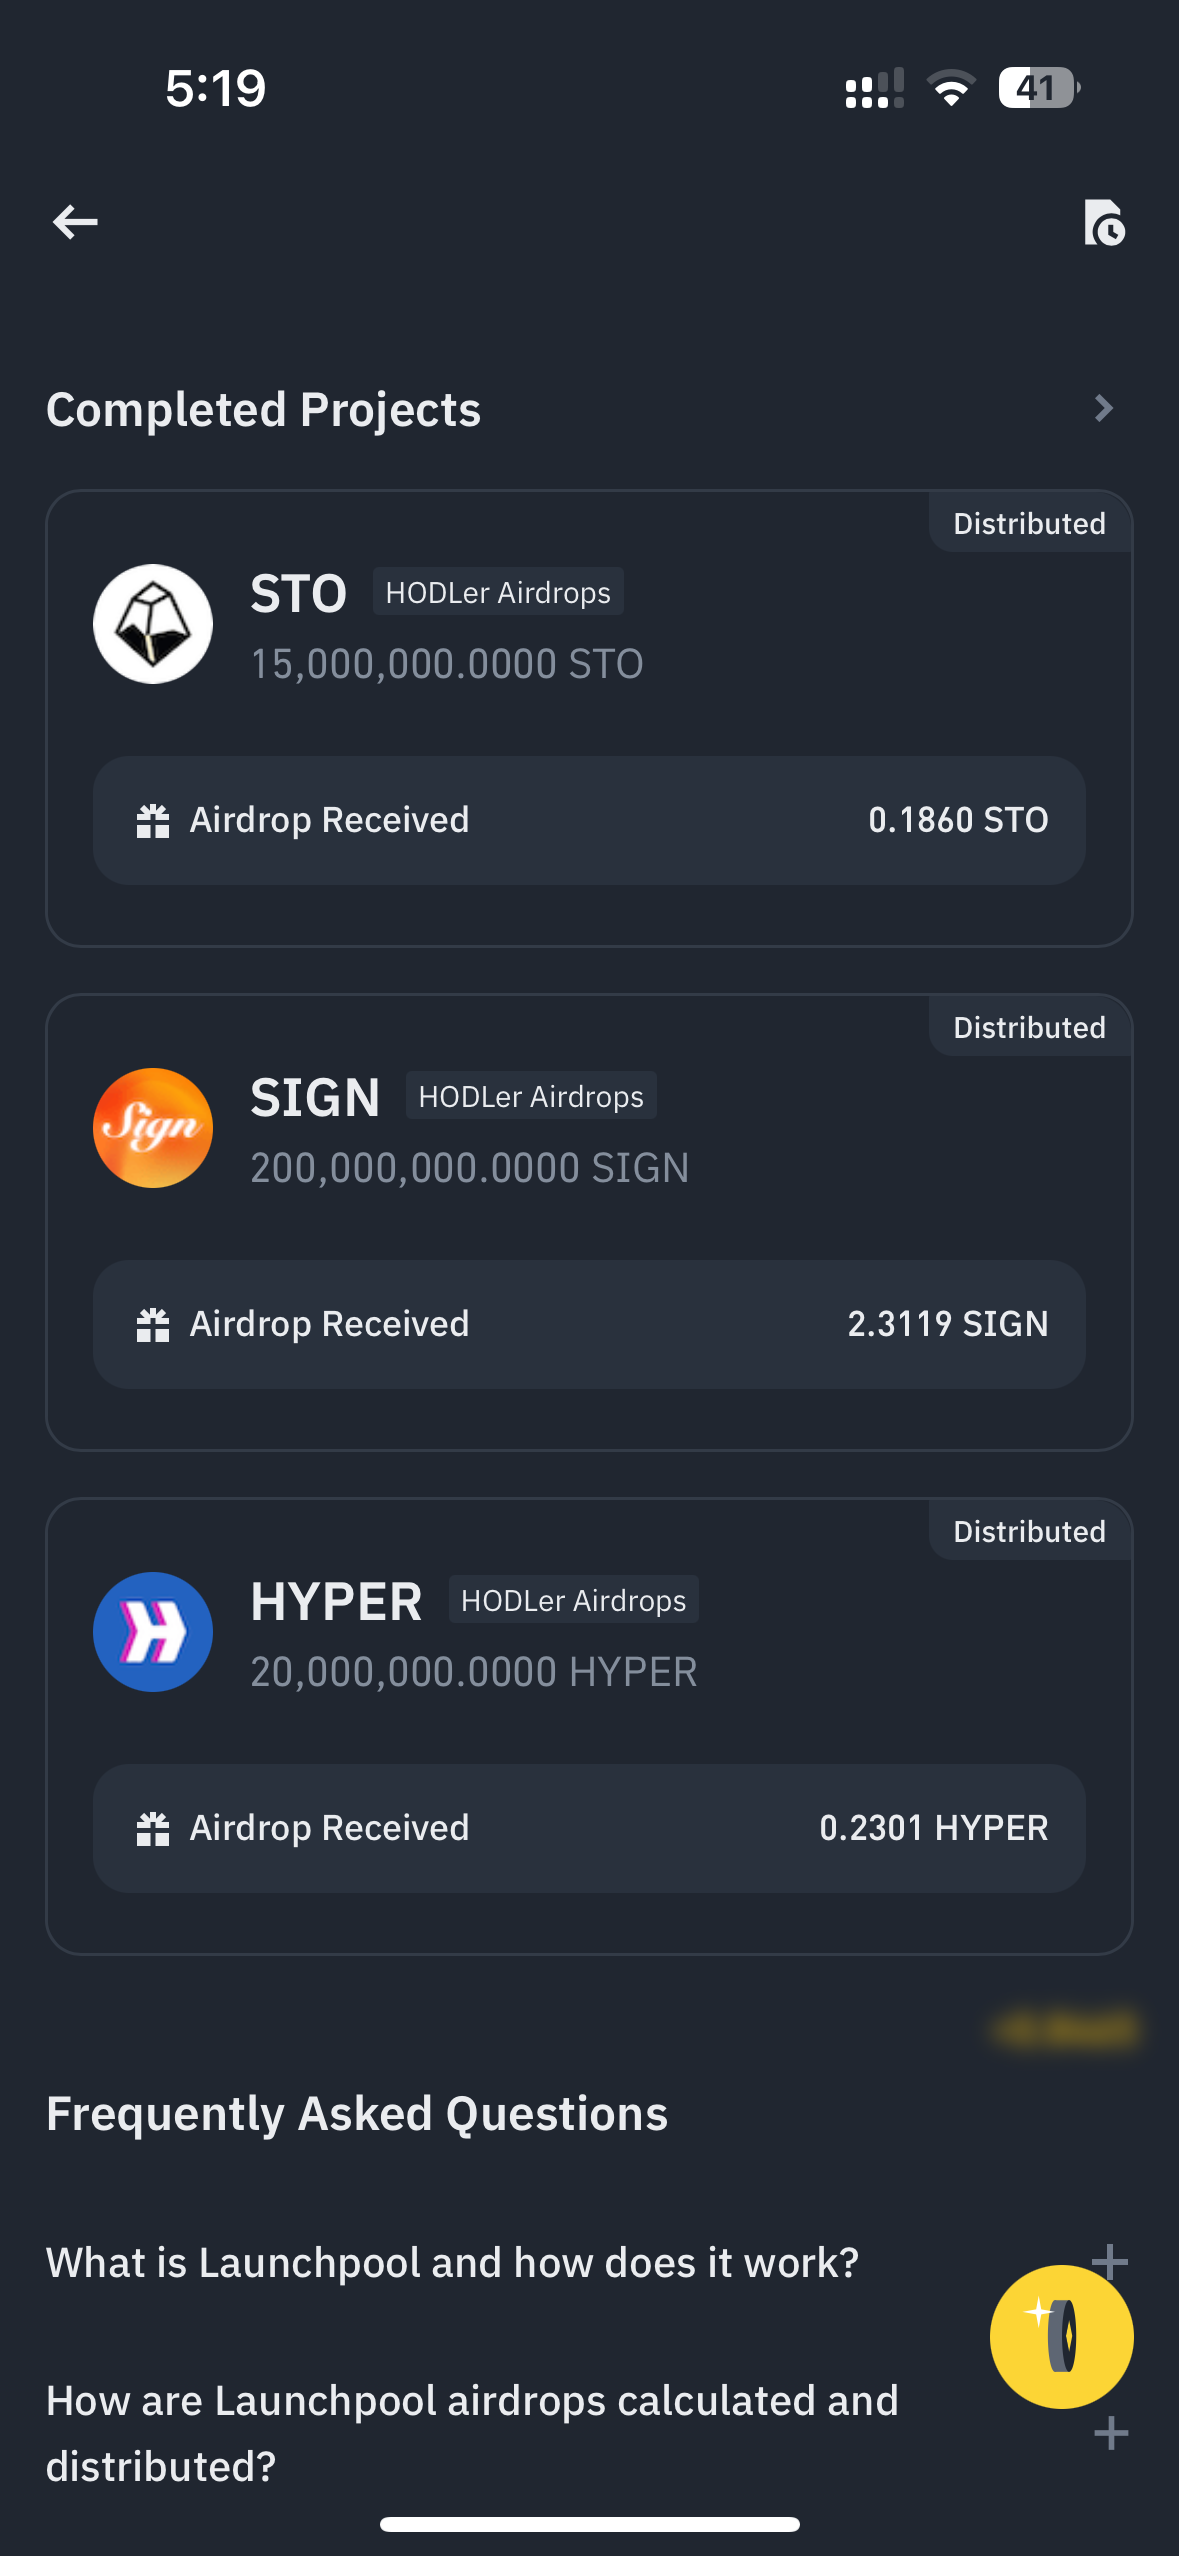 5:19
41
Completed Projects
Distributed
STO
HODLer Airdrops
15,000,000.0000 STO
Airdrop Received
0.1860 STO
Distributed
Sign
SIGN
HODLer Airdrops
200,000,000.0000 SIGN
Airdrop Received
2.3119 SIGN
Distributed
HYPER
HODLer Airdrops
20,000,000.0000 HYPER
Airdrop Received
0.2301 HYPER
Frequently Asked Questions
What is Launchpool and how does it work?
How are Launchpool airdrops calculated and
distributed?